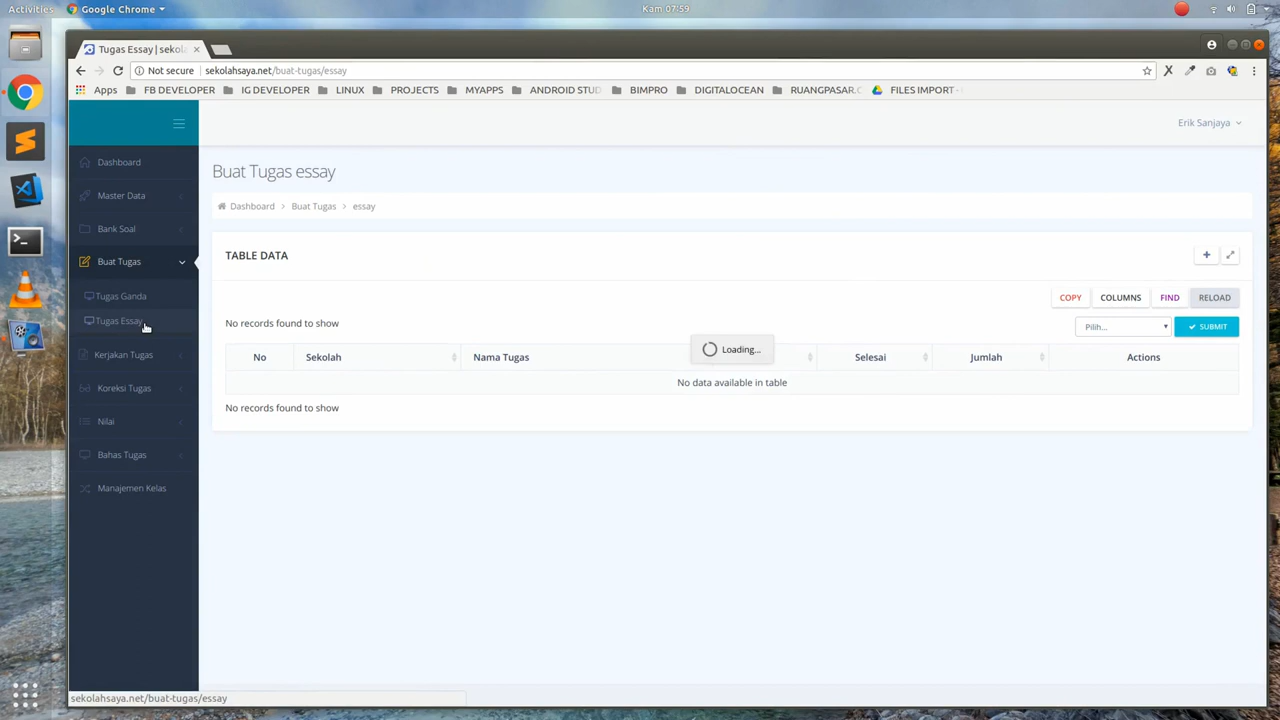 Activities
Google Chrome
Kam 07:59
Tugas Essay | sekola
Not secure
sekolahsaya.net/buat-tugas/essay
Apps
FB DEVELOPER
IG DEVELOPER
LINUX
PROJECTS
MYAPPS
ANDROID STUD
BIMPRO
DIGITALOCEAN
RUANGPASAR.C
FILES IMPORT -
Erik Sanjaya
Dashboard
Master Data
Bank Soal
Buat Tugas
Tugas Ganda
Tugas Essay
Kerjakan Tugas
Koreksi Tugas
Nilai
Bahas Tugas
Manajemen Kelas
Buat Tugas essay
Dashboard > Buat Tugas > essay
TABLE DATA
COPY COLUMNS FIND RELOAD
No records found to show
Pilih...
SUBMIT
Loading...
No Sekolah Nama Tugas Selesai Jumlah Actions
No data available in table
No records found to show
sekolahsaya.net/buat-tugas/essay